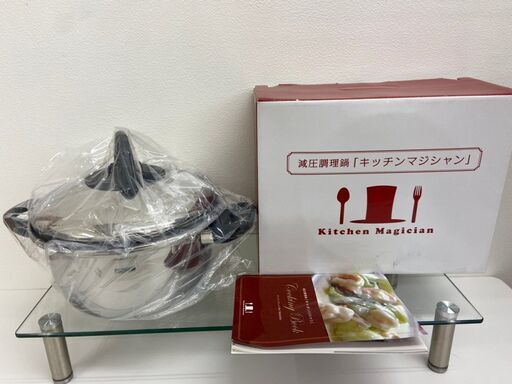 減圧調理鍋「キッチンマジシャン」
Kitchen Magician
Cooking Book